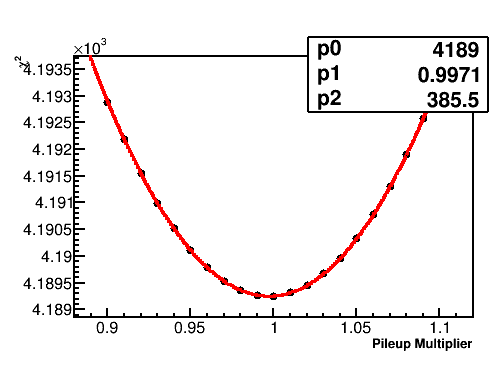 ×10³
χ²
p0 4189
p1 0.9971
p2 385.5
4.1935
4.193
4.1925
4.192
4.1915
4.191
4.1905
4.19
4.1895
4.189
0.9 0.95 1 1.05 1.1
Pileup Multiplier